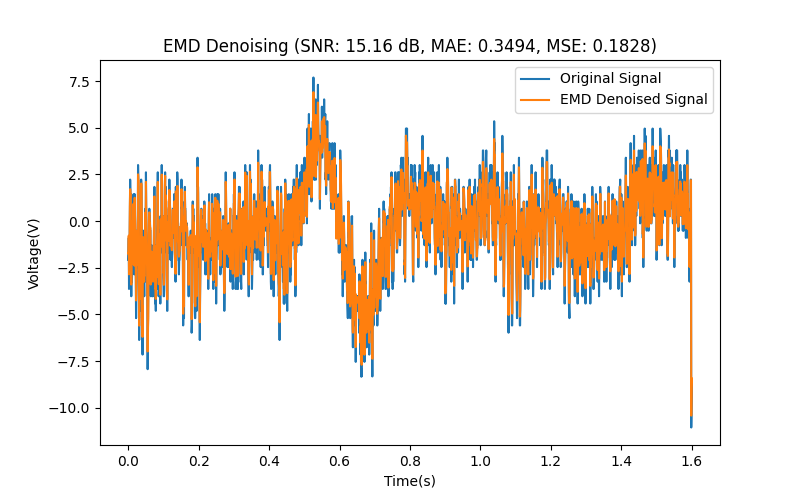 EMD Denoising (SNR: 15.16 dB, MAE: 0.3494, MSE: 0.1828)
Original Signal
EMD Denoised Signal
7.5
5.0
2.5
0.0
−2.5
−5.0
−7.5
−10.0
Voltage(V)
0.0 0.2 0.4 0.6 0.8 1.0 1.2 1.4 1.6
Time(s)